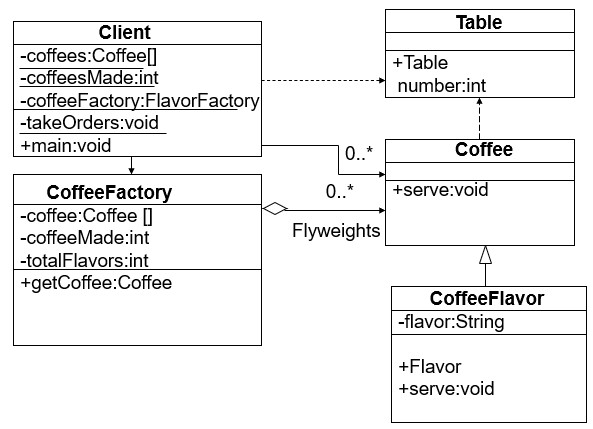 Client
-coffees:Coffee[]
-coffeesMade:int
-coffeeFactory:FlavorFactory
-takeOrders:void
+main:void
Table
+Table
number:int
0..*
Coffee
+serve:void
CoffeeFactory
-coffee:Coffee []
-coffeeMade:int
-totalFlavors:int
+getCoffee:Coffee
0..*
Flyweights
CoffeeFlavor
-flavor:String
+Flavor
+serve:void